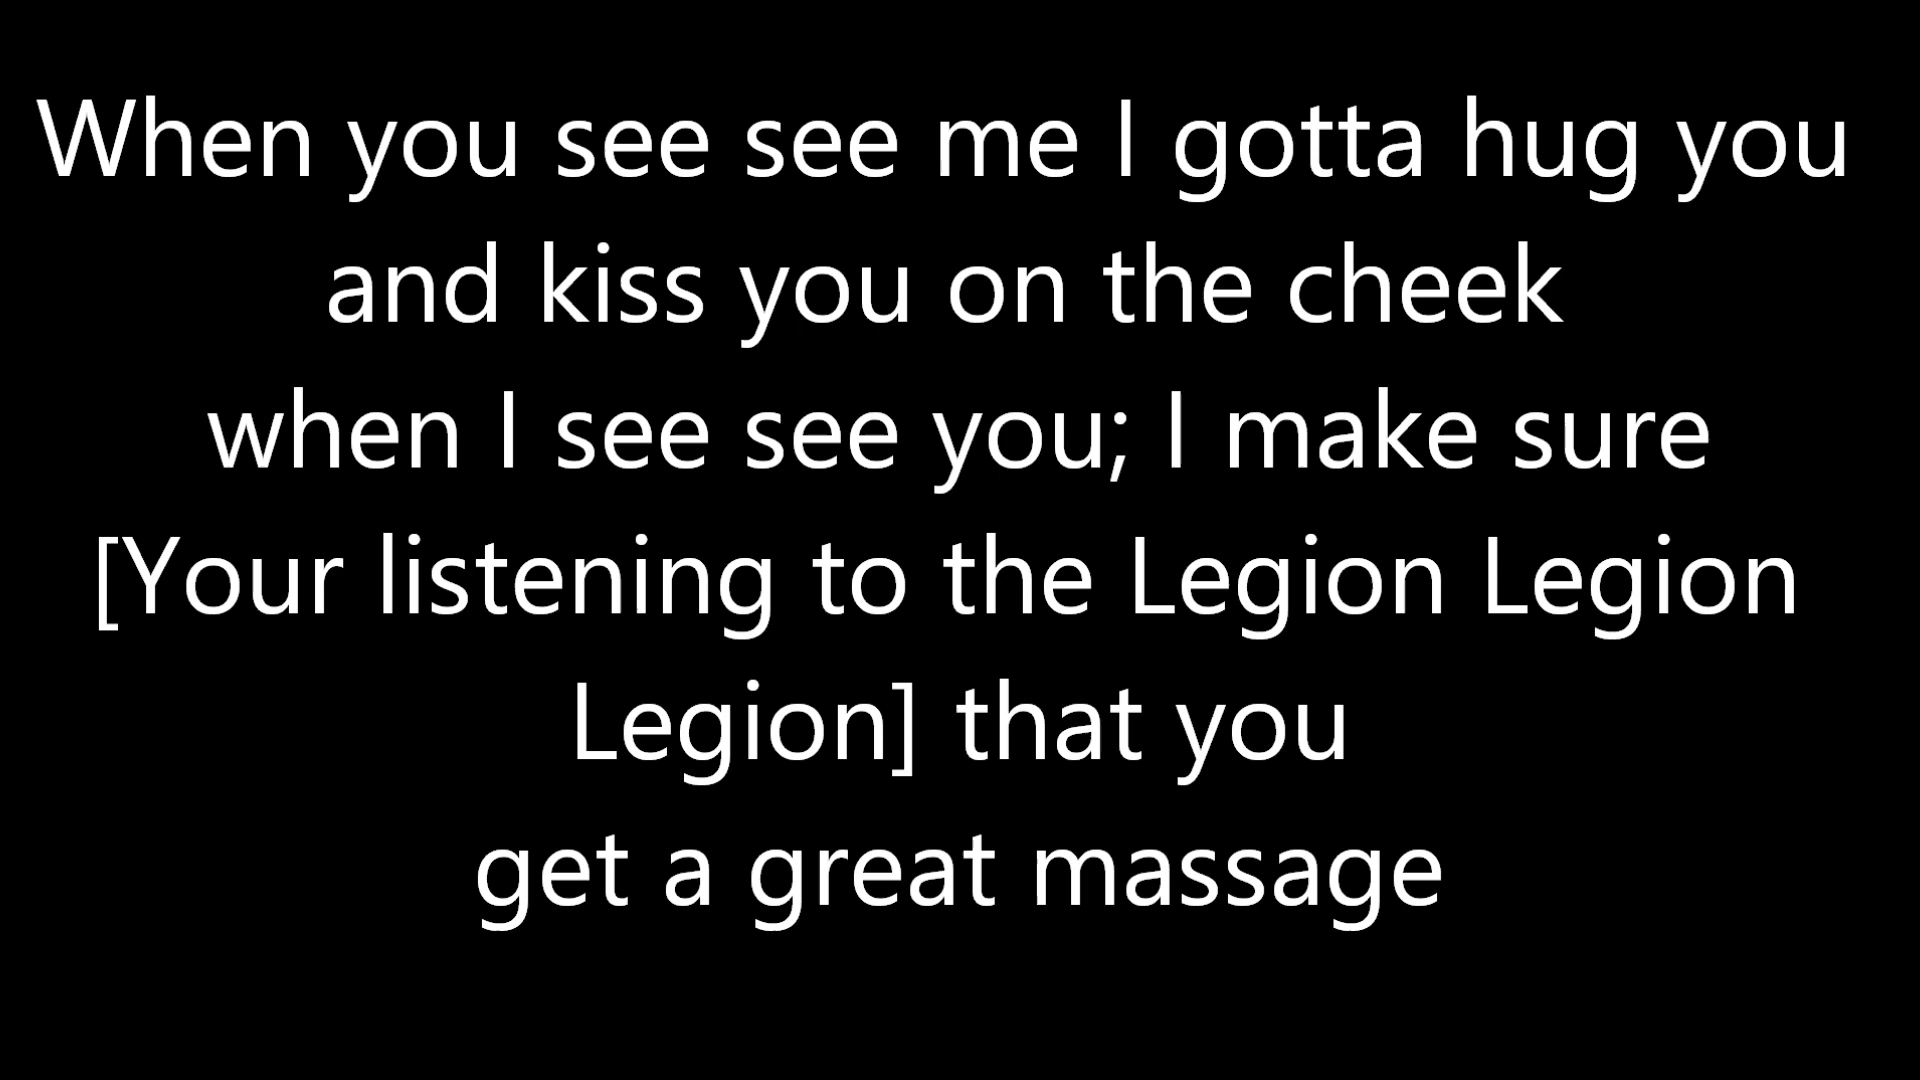 When you see see me I gotta hug you
and kiss you on the cheek
when I see see you; I make sure
[Your listening to the Legion Legion
Legion] that you
get a great massage